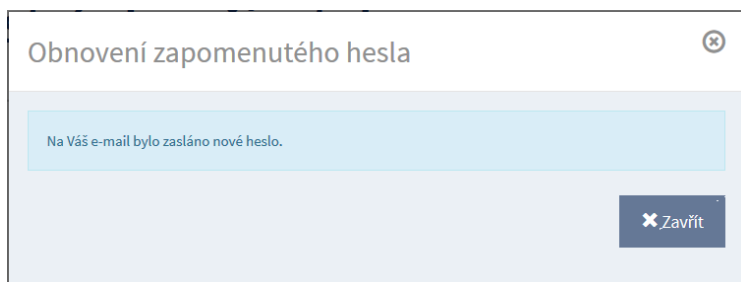 Obnovení zapomenutého hesla
Na Váš e-mail bylo zasláno nové heslo.
Zavřít